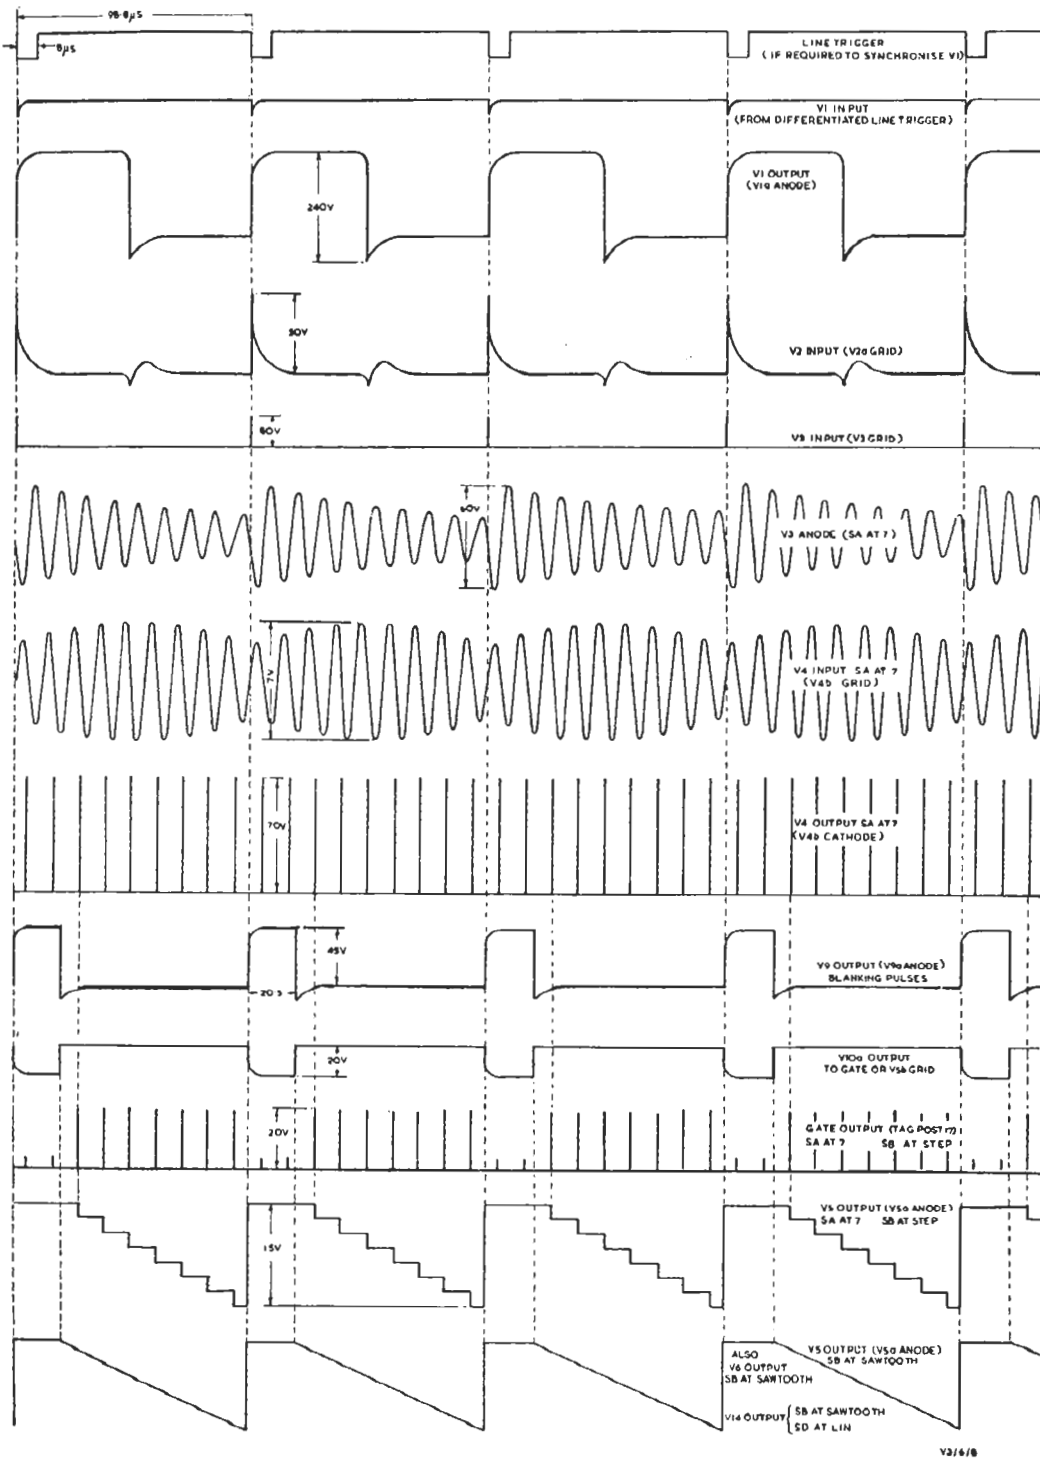 98·8µS
8µS
LINE TRIGGER
(IF REQUIRED TO SYNCHRONISE V1)
V1 INPUT
(FROM DIFFERENTIATED LINE TRIGGER)
V1 OUTPUT
(V1a ANODE)
240V
50V
V2 INPUT (V2a GRID)
80V
V3 INPUT (V3 GRID)
60V
V3 ANODE (SA AT 7)
7V
V4 INPUT SA AT 7
(V4b GRID)
70V
V4 OUTPUT SA AT 7
(V4b CATHODE)
45V
V9 OUTPUT (V9a ANODE)
BLANKING PULSES
20 S
20V
V10a OUTPUT
TO GATE OR V5b GRID
20V
GATE OUTPUT (TAG POST 17)
SA AT 7 SB AT STEP
V5 OUTPUT (V5a ANODE)
SA AT 7 SB AT STEP
15V
V5 OUTPUT (V5a ANODE)
SB AT SAWTOOTH
ALSO
V6 OUTPUT
SB AT SAWTOOTH
V14 OUTPUT { SB AT SAWTOOTH
SD AT LIN
V3/6/8